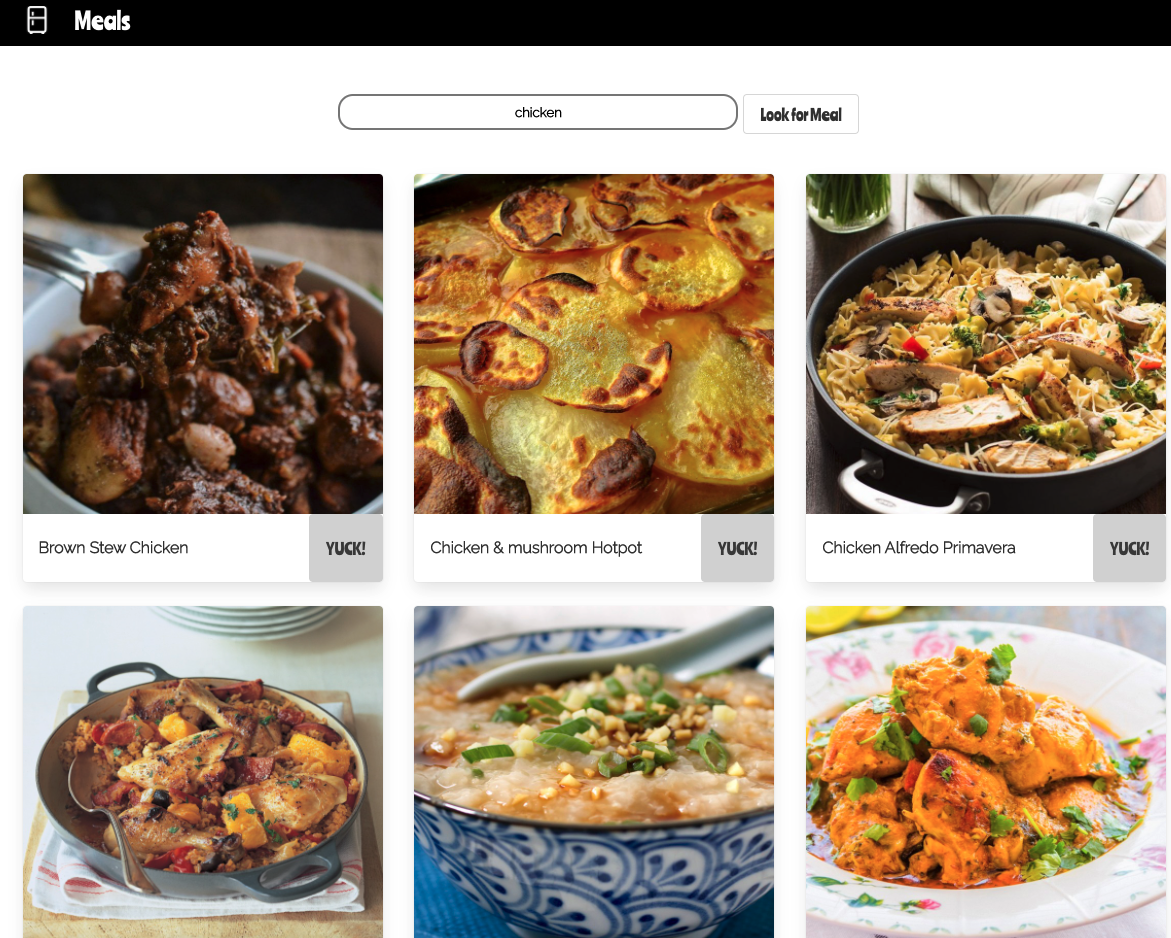 Meals
chicken
Look for Meal
Brown Stew Chicken
YUCK!
Chicken & mushroom Hotpot
YUCK!
Chicken Alfredo Primavera
YUCK!